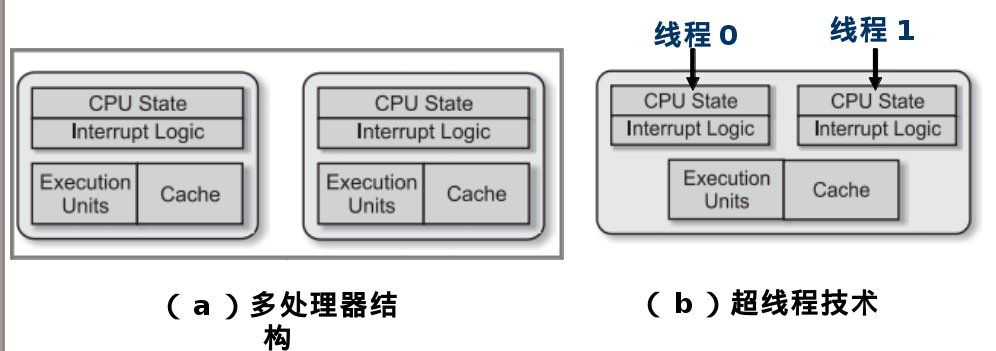 线程 0
线程 1
CPU State
Interrupt Logic
Execution
Units
Cache
CPU State
Interrupt Logic
Execution
Units
Cache
CPU State
Interrupt Logic
CPU State
Interrupt Logic
Execution
Units
Cache
( a ) 多处理器结
构
( b ) 超线程技术